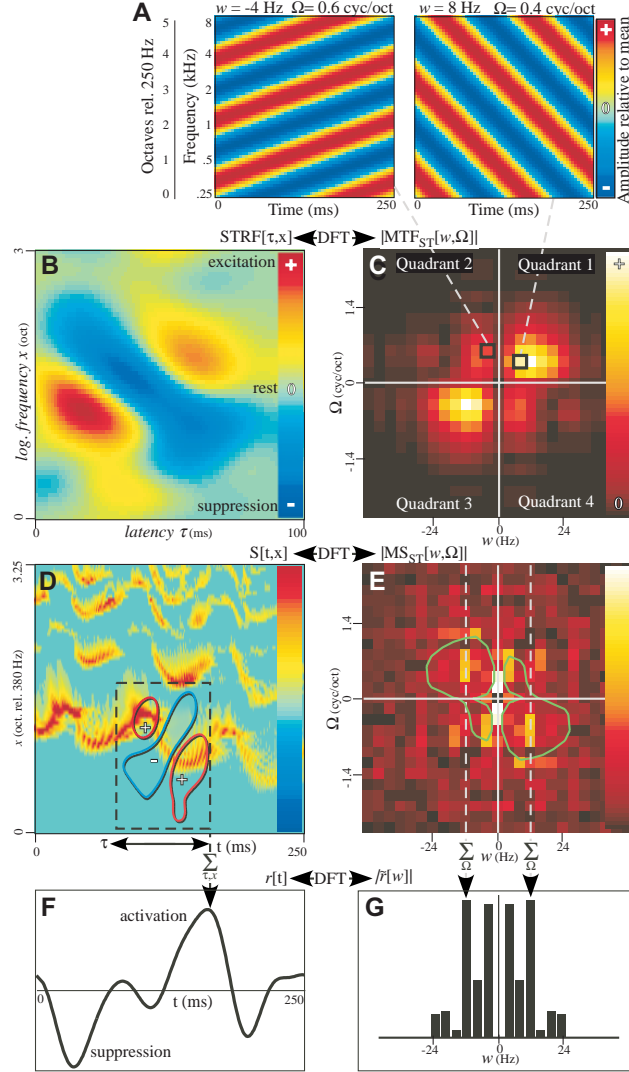 A
w = -4 Hz Ω= 0.6 cyc/oct
w = 8 Hz Ω= 0.4 cyc/oct
Octaves rel. 250 Hz
5
4
3
2
1
0
Frequency (kHz)
8
4
2
1
.5
.25
0 Time (ms) 250
0 Time (ms) 250
+
0
-
Amplitude relative to mean
STRF[τ,x] DFT |MTF_ST[w,Ω]|
B
3
log. frequency x (oct)
0
excitation +
rest 0
suppression -
0 latency τ (ms) 100
C
Quadrant 2 Quadrant 1
Quadrant 3 Quadrant 4
Ω (cyc/oct)
1.4
0
-1.4
-24 0 24
w (Hz)
+
0
S[t,x] DFT |MS_ST[w,Ω]|
D
3.25
x (oct. rel. 380 Hz)
0
+
-
+
0 τ t (ms) 250
Σ
τ,x
E
Ω (cyc/oct)
1.4
0
-1.4
-24 0 24
w (Hz)
Σ
Ω
Σ
Ω
r[t] DFT |r̃[w]|
F
activation
0 t (ms) 250
suppression
G
-24 0 24
w (Hz)